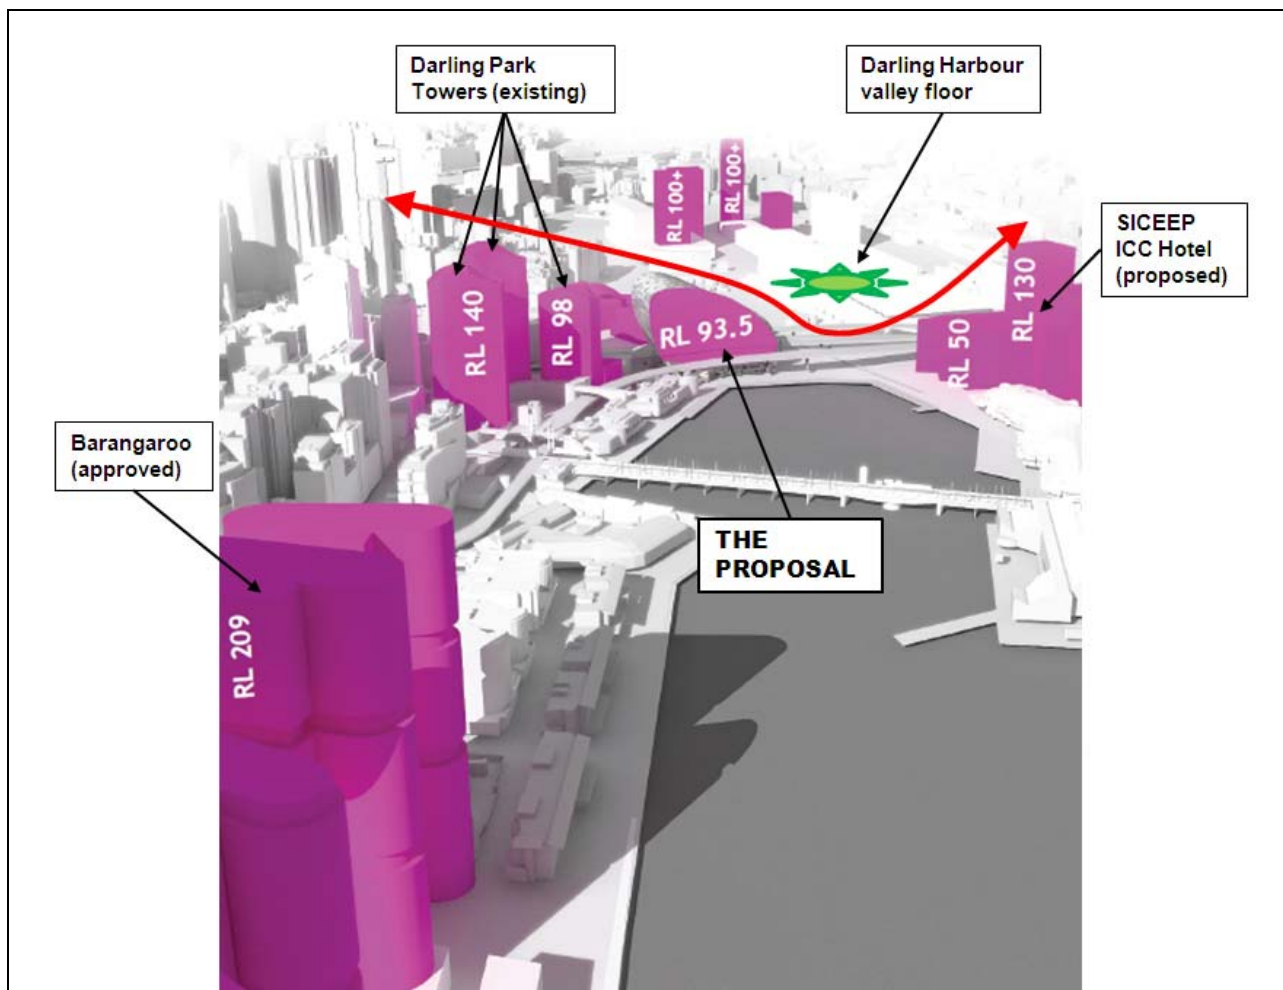 Darling Park
Towers (existing)
Darling Harbour
valley floor
RL 100+
RL 100+
SICEEP
ICC Hotel
(proposed)
RL 140
RL 98
RL 93.5
RL 50
RL 130
Barangaroo
(approved)
THE
PROPOSAL
RL 209